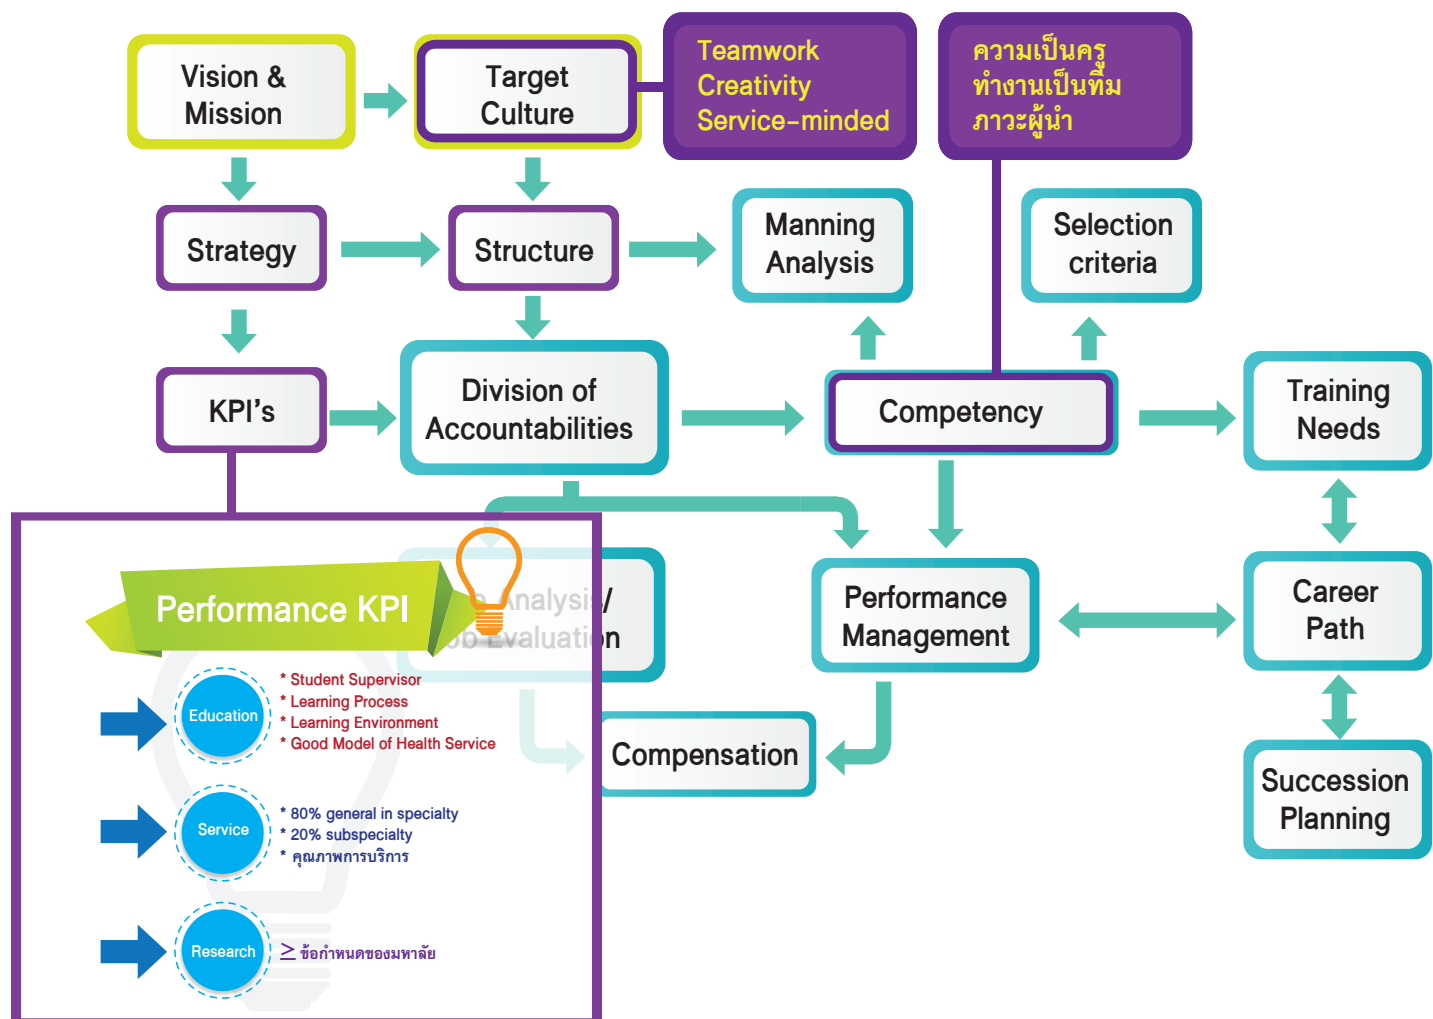 Vision &
Mission
Target
Culture
Teamwork
Creativity
Service-minded
ความเป็นครู
ทำงานเป็นทีม
ภาวะผู้นำ
Strategy
Structure
Manning
Analysis
Selection
criteria
KPI's
Division of
Accountabilities
Competency
Training
Needs
Analysis/
Evaluation
Performance
Management
Career
Path
Compensation
Succession
Planning
Performance KPI
Education
* Student Supervisor
* Learning Process
* Learning Environment
* Good Model of Health Service
Service
* 80% general in specialty
* 20% subspecialty
* คุณภาพการบริการ
Research
≥ ข้อกำหนดของมหาลัย